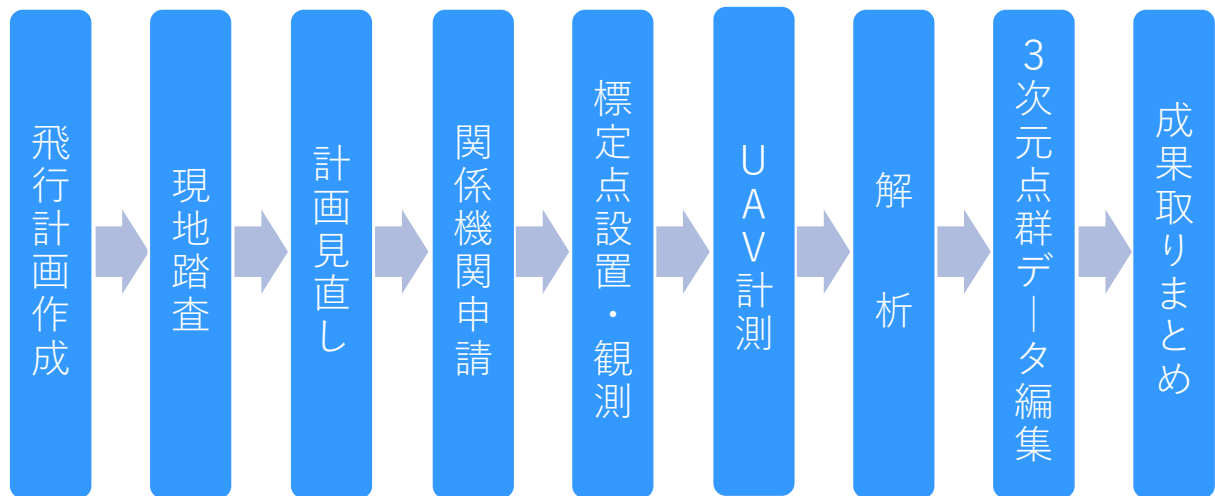 飛行計画作成
現地踏査
計画見直し
関係機関申請
標定点設置・観測
UAV計測
解析
3次元点群データ編集
成果取りまとめ